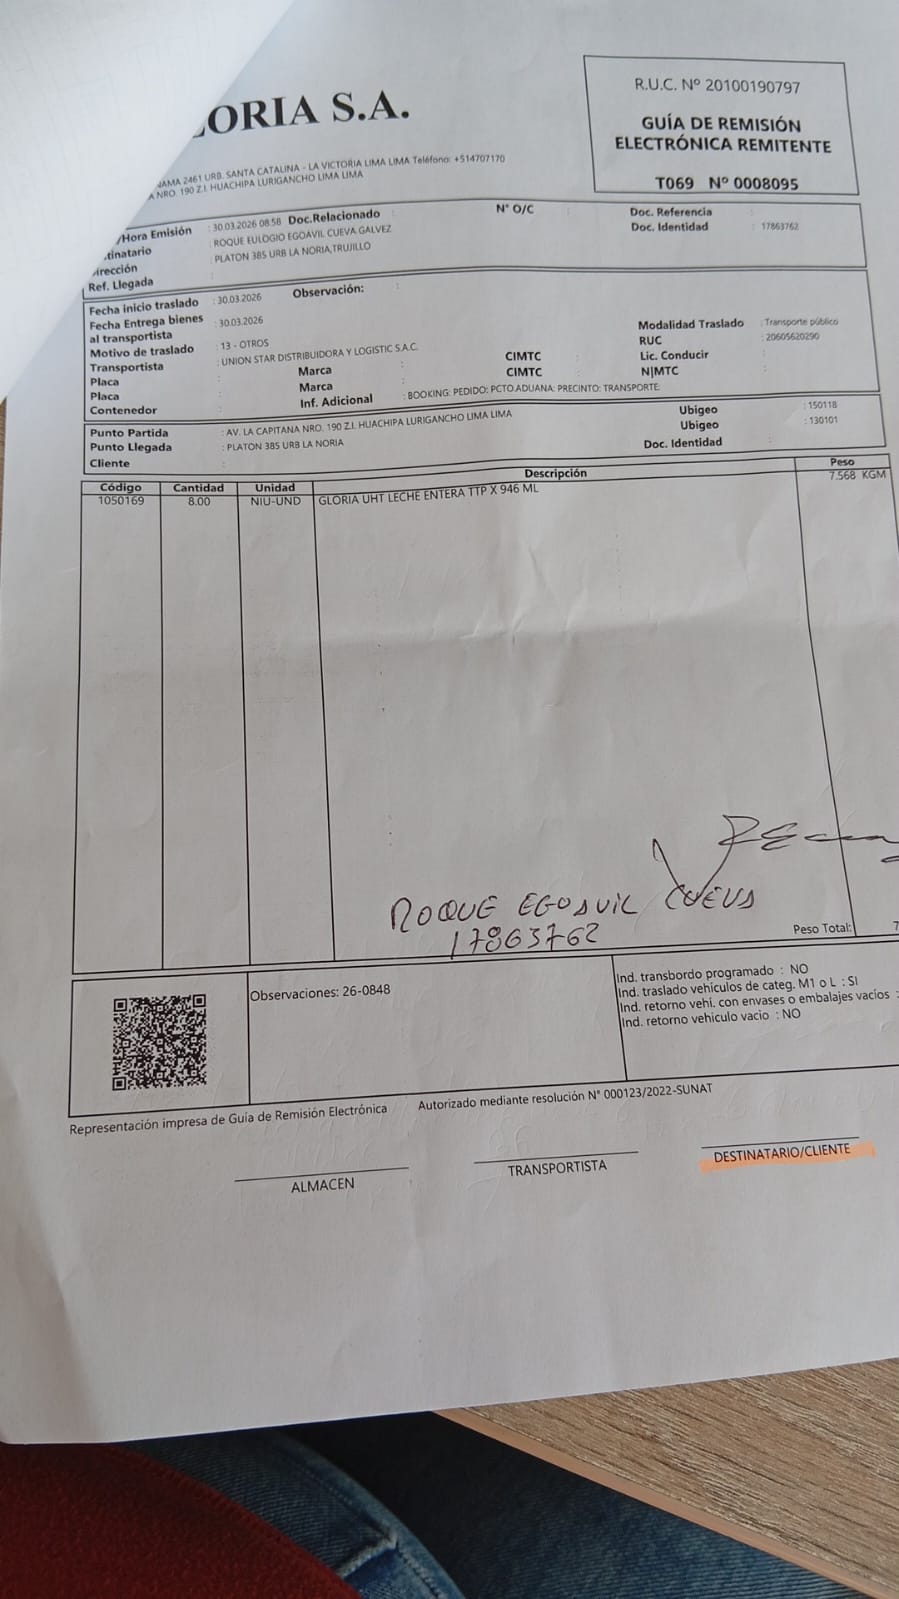 LORIA S.A.
R.U.C. Nº 20100190797
GUÍA DE REMISIÓN
ELECTRÓNICA REMITENTE
T069 Nº 0008095
2461 URB. SANTA CATALINA - LA VICTORIA LIMA LIMA Teléfono: +514707170
NRO. 190 Z.I. HUACHIPA LURIGANCHO LIMA LIMA
/Hora Emisión : 30.03.2026 08:58 Doc.Relacionado : N° O/C : Doc. Referencia
tinatario : ROQUE EULOGIO EGOAVIL CUEVA GALVEZ Doc. Identidad : 17863762
irección : PLATON 385 URB LA NORIA,TRUJILLO
Ref. Llegada :
Fecha inicio traslado : 30.03.2026 Observación: :
Fecha Entrega bienes : 30.03.2026
al transportista Modalidad Traslado : Transporte público
Motivo de traslado : 13 - OTROS RUC : 20605620290
Transportista : UNION STAR DISTRIBUIDORA Y LOGISTIC S.A.C. Lic. Conducir :
Placa : Marca : CIMTC : N|MTC :
Placa : Marca : CIMTC :
Contenedor : Inf. Adicional : BOOKING: PEDIDO: PCTO.ADUANA: PRECINTO: TRANSPORTE:
Punto Partida : AV. LA CAPITANA NRO. 190 Z.I. HUACHIPA LURIGANCHO LIMA LIMA Ubigeo : 150118
Punto Llegada : PLATON 385 URB LA NORIA Ubigeo : 130101
Cliente : Doc. Identidad :
Código Cantidad Unidad Descripción Peso
1050169 8.00 NIU-UND GLORIA UHT LECHE ENTERA TTP X 946 ML 7.568 KGM
ROQUE EGOAVIL CUEVA
17863762
Peso Total: 7
Observaciones: 26-0848
Ind. transbordo programado : NO
Ind. traslado vehículos de categ. M1 o L : SI
Ind. retorno vehi. con envases o embalajes vacíos :
Ind. retorno vehiculo vacio : NO
Representación impresa de Guía de Remisión Electrónica Autorizado mediante resolución N° 000123/2022-SUNAT
ALMACEN TRANSPORTISTA DESTINATARIO/CLIENTE